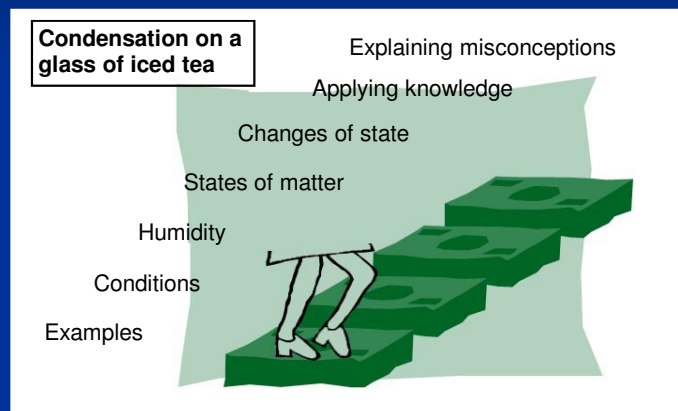 Condensation on a
glass of iced tea
Explaining misconceptions
Applying knowledge
Changes of state
States of matter
Humidity
Conditions
Examples